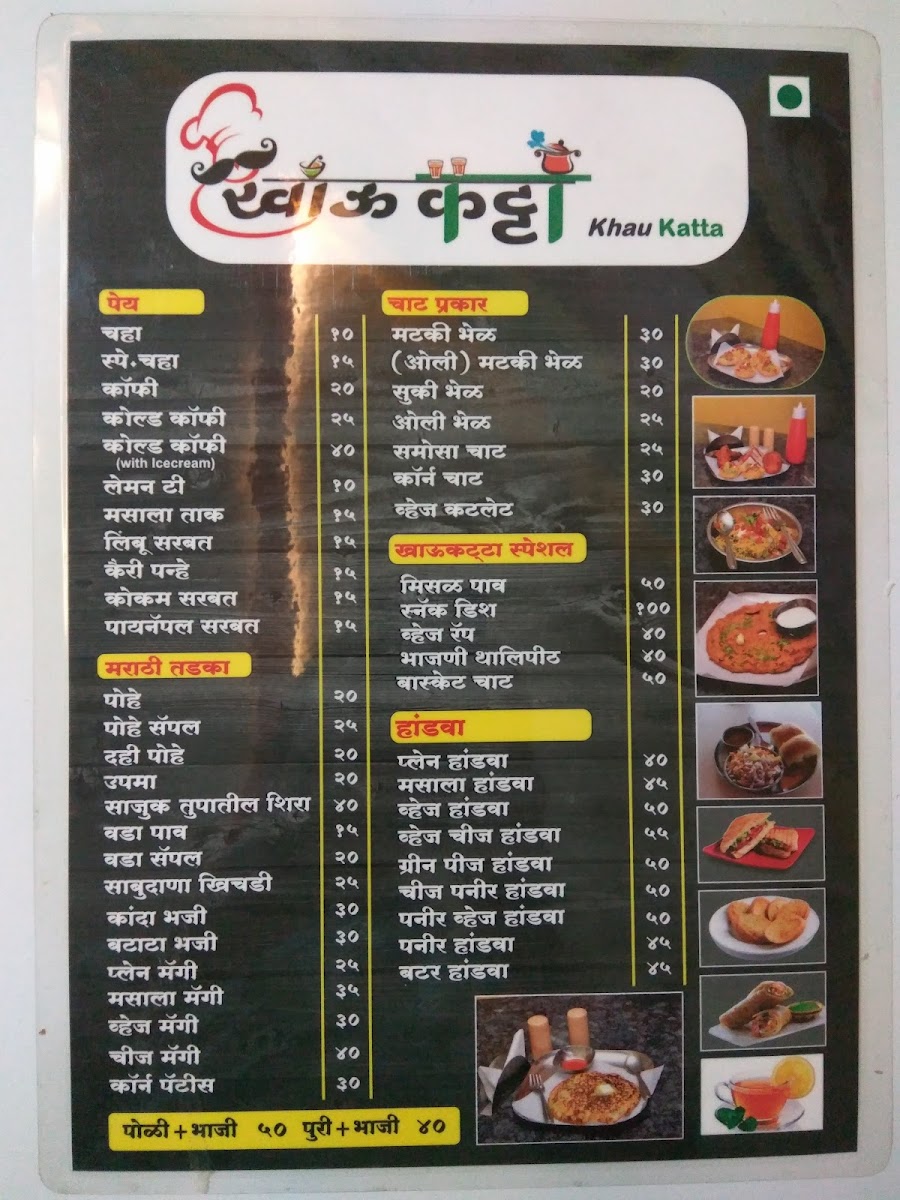 खाऊ कट्टा
Khau Katta
पेय
चहा १०
स्पे.चहा १५
कॉफी २०
कोल्ड कॉफी २५
कोल्ड कॉफी ४०
(with Icecream)
लेमन टी १०
मसाला ताक १५
लिंबू सरबत १५
कैरी पन्हे १५
कोकम सरबत १५
पायनॅपल सरबत १५
मराठी तडका
पोहे २०
पोहे सॅपल २५
दही पोहे २०
उपमा २०
साजुक तुपातील शिरा ४०
वडा पाव १५
वडा सॅपल २०
साबुदाणा खिचडी २५
कांदा भजी ३०
बटाटा भजी ३०
प्लेन मॅगी २५
मसाला मॅगी ३५
व्हेज मॅगी ३०
चीज मॅगी ४०
कॉर्न पॅटीस ३०
पोळी+भाजी ५० पुरी+भाजी ४०
चाट प्रकार
मटकी भेळ ३०
(ओली) मटकी भेळ ३०
सुकी भेळ २०
ओली भेळ २५
समोसा चाट २५
कॉर्न चाट ३०
व्हेज कटलेट ३०
खाऊकट्टा स्पेशल
मिसळ पाव ५०
स्नॅक डिश १००
व्हेज रॅप ४०
भाजणी थालिपीठ ४०
बास्केट चाट ५०
हांडवा
प्लेन हांडवा ४०
मसाला हांडवा ४५
व्हेज हांडवा ५०
व्हेज चीज हांडवा ५५
ग्रीन पीज हांडवा ५०
चीज पनीर हांडवा ५०
पनीर व्हेज हांडवा ५०
पनीर हांडवा ४५
बटर हांडवा ४५